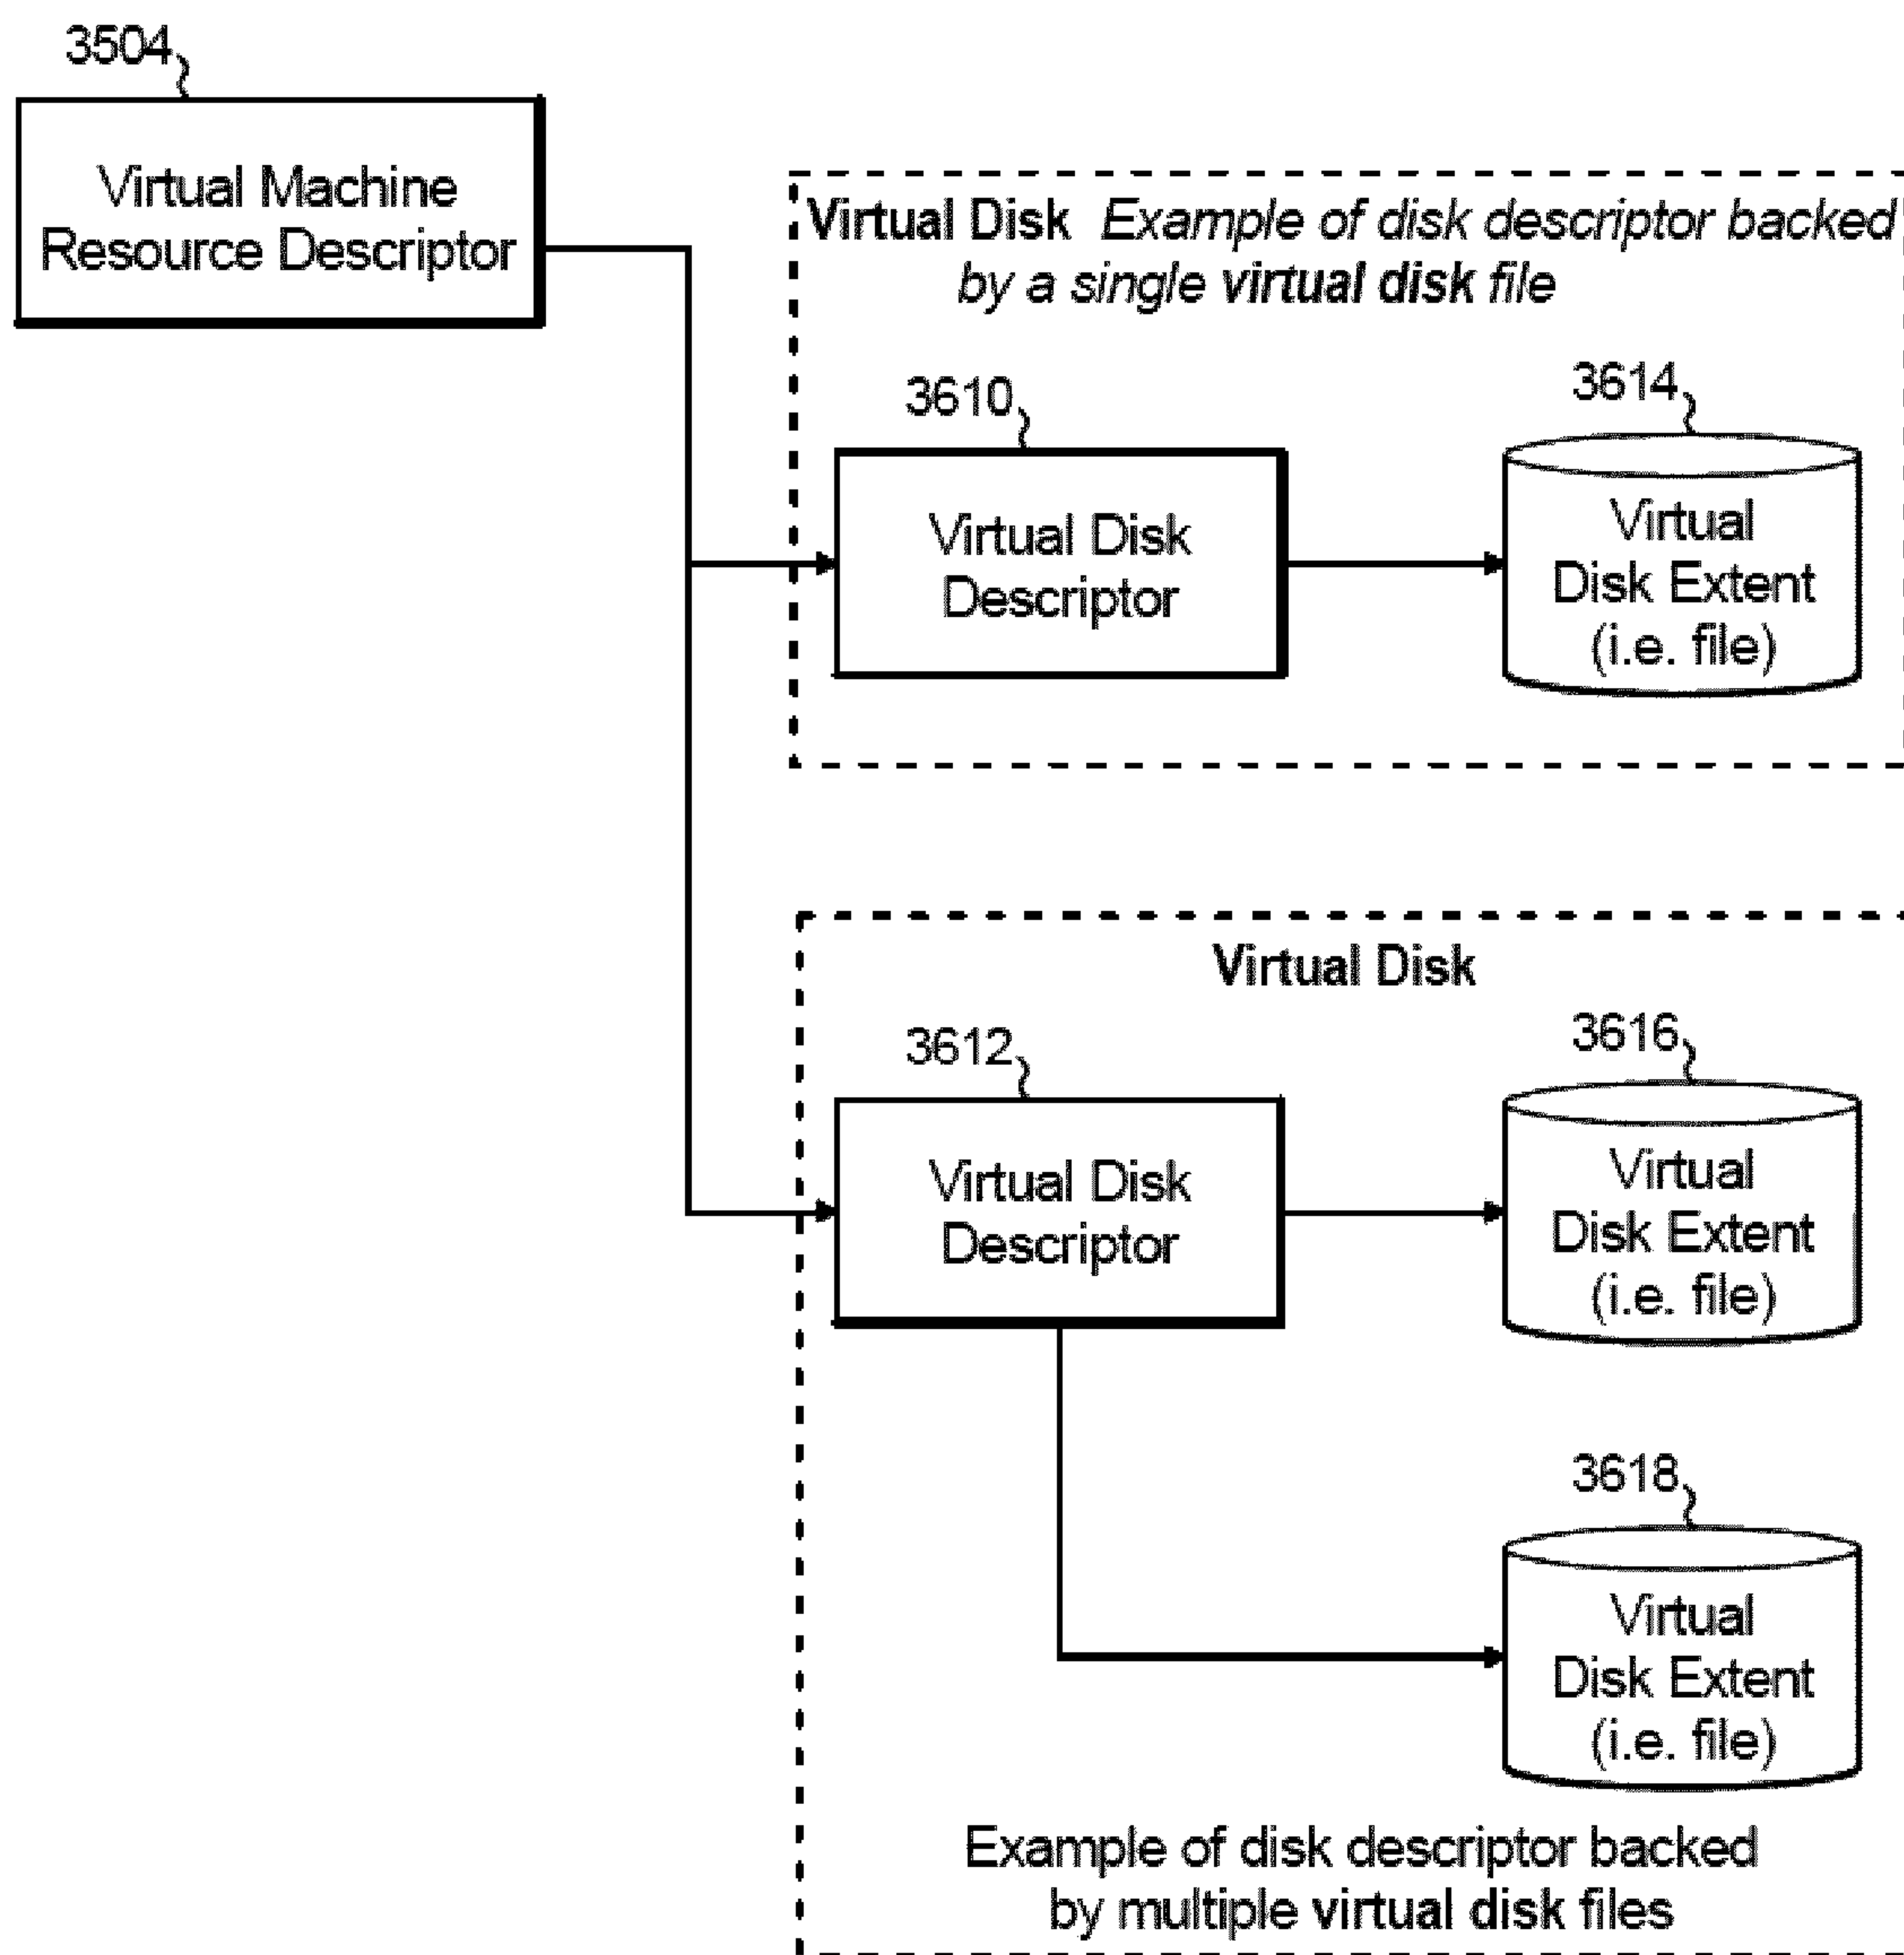 3504
Virtual Machine
Resource Descriptor
Virtual Disk Example of disk descriptor backed
by a single virtual disk file
3610
Virtual Disk
Descriptor
3614
Virtual
Disk Extent
(i.e. file)
Virtual Disk
3612
Virtual Disk
Descriptor
3616
Virtual
Disk Extent
(i.e. file)
3618
Virtual
Disk Extent
(i.e. file)
Example of disk descriptor backed
by multiple virtual disk files